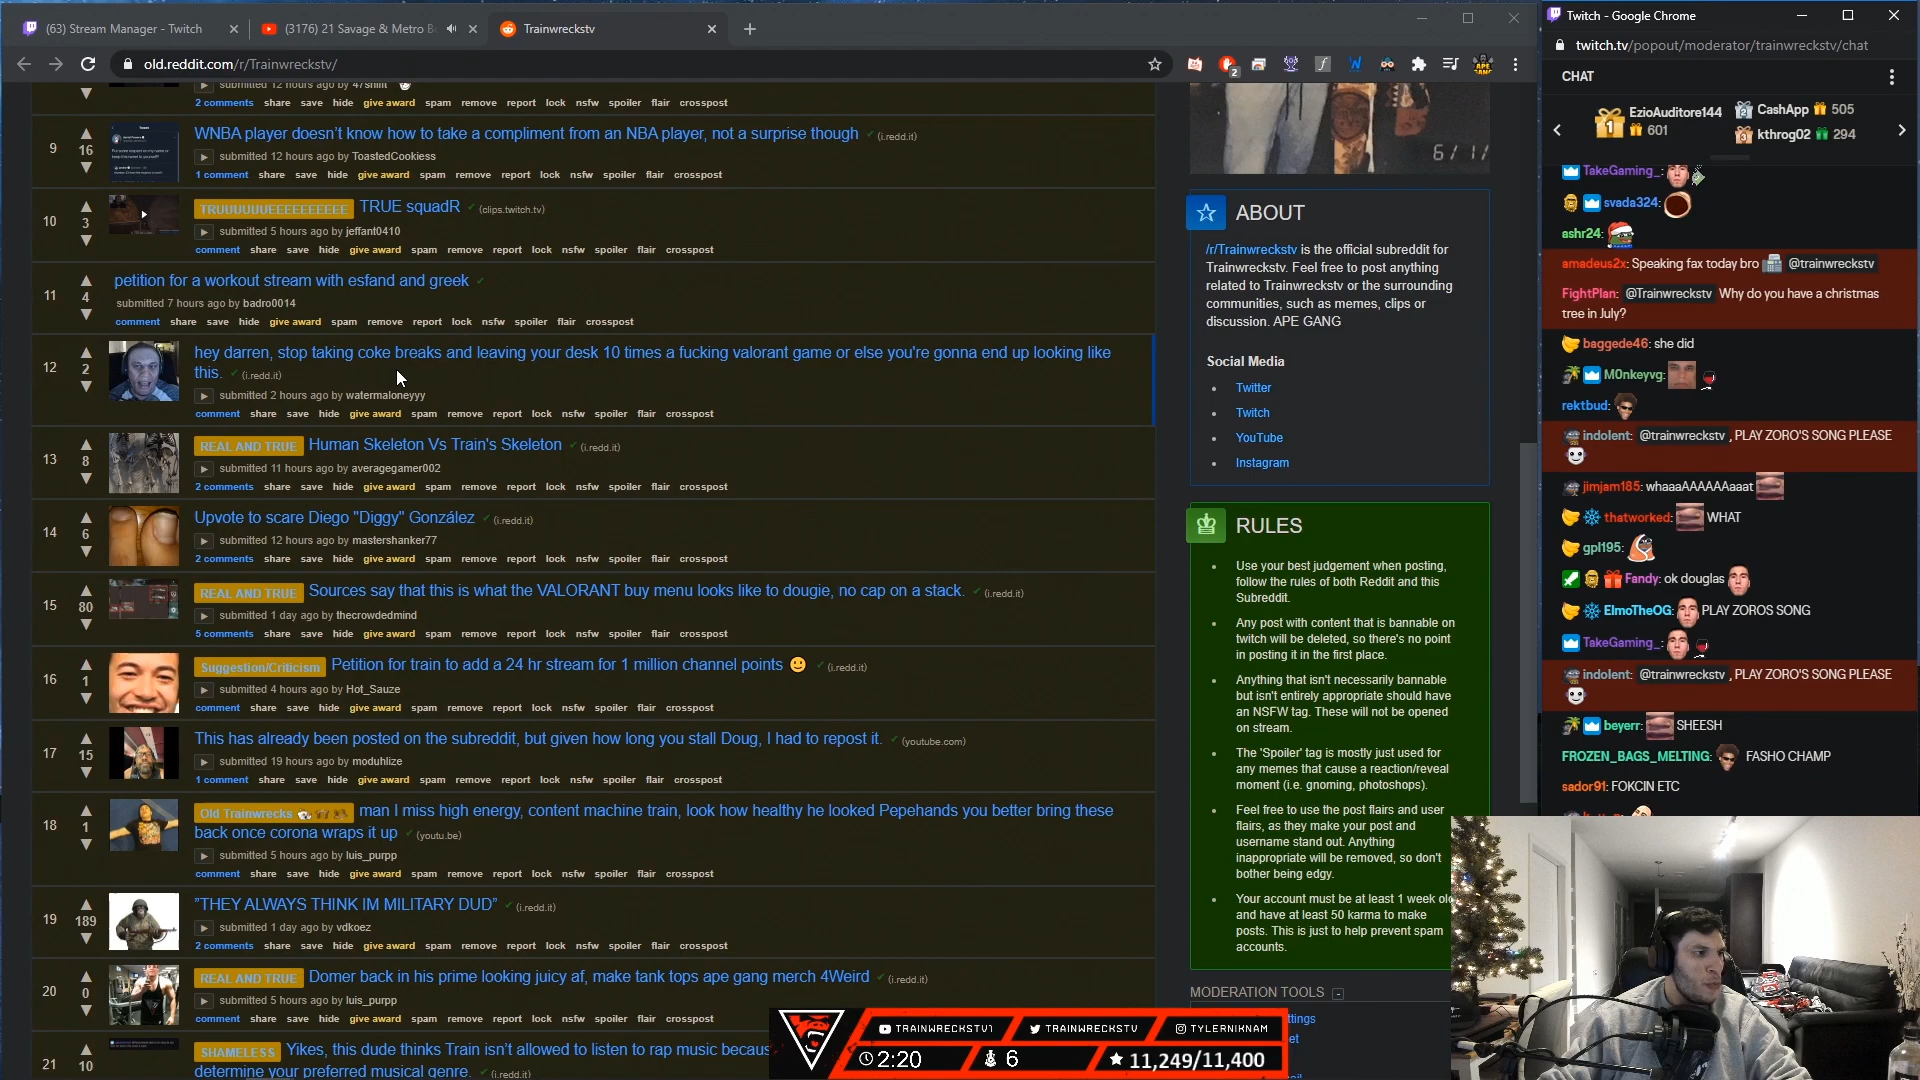 (63) Stream Manager - Twitch
(3176) 21 Savage & Metro B
Trainwreckstv
Twitch - Google Chrome
old.reddit.com/r/Trainwreckstv/
2
twitch.tv/popout/moderator/trainwreckstv/chat
submitted 12 hours ago by 47shiftt
2 comments share save hide give award spam remove report lock nsfw spoiler flair crosspost
9
16
WNBA player doesn't know how to take a compliment from an NBA player, not a surprise though (i.redd.it)
submitted 12 hours ago by ToastedCookiess
1 comment share save hide give award spam remove report lock nsfw spoiler flair crosspost
10
3
TRUUUUUUEEEEEEEEEE TRUE squadR (clips.twitch.tv)
submitted 5 hours ago by jeffant0410
comment share save hide give award spam remove report lock nsfw spoiler flair crosspost
11
4
petition for a workout stream with esfand and greek
submitted 7 hours ago by badro0014
comment share save hide give award spam remove report lock nsfw spoiler flair crosspost
12
2
hey darren, stop taking coke breaks and leaving your desk 10 times a fucking valorant game or else you're gonna end up looking like
this. (i.redd.it)
submitted 2 hours ago by watermaloneyyy
comment share save hide give award spam remove report lock nsfw spoiler flair crosspost
13
8
REAL AND TRUE Human Skeleton Vs Train's Skeleton (i.redd.it)
submitted 11 hours ago by averagegamer002
2 comments share save hide give award spam remove report lock nsfw spoiler flair crosspost
14
6
Upvote to scare Diego "Diggy" González (i.redd.it)
submitted 12 hours ago by mastershanker77
2 comments share save hide give award spam remove report lock nsfw spoiler flair crosspost
15
80
REAL AND TRUE Sources say that this is what the VALORANT buy menu looks like to dougie, no cap on a stack. (i.redd.it)
submitted 1 day ago by thecrowdedmind
5 comments share save hide give award spam remove report lock nsfw spoiler flair crosspost
16
1
Suggestion/Criticism Petition for train to add a 24 hr stream for 1 million channel points 🙂 (i.redd.it)
submitted 4 hours ago by Hot_Sauze
comment share save hide give award spam remove report lock nsfw spoiler flair crosspost
17
15
This has already been posted on the subreddit, but given how long you stall Doug, I had to repost it. (youtube.com)
submitted 19 hours ago by moduhlize
1 comment share save hide give award spam remove report lock nsfw spoiler flair crosspost
18
1
Old Trainwrecks man I miss high energy, content machine train, look how healthy he looked Pepehands you better bring these
back once corona wraps it up (youtu.be)
submitted 5 hours ago by luis_purpp
comment share save hide give award spam remove report lock nsfw spoiler flair crosspost
19
189
"THEY ALWAYS THINK IM MILITARY DUD" (i.redd.it)
submitted 1 day ago by vdkoez
2 comments share save hide give award spam remove report lock nsfw spoiler flair crosspost
20
0
REAL AND TRUE Domer back in his prime looking juicy af, make tank tops ape gang merch 4Weird (i.redd.it)
submitted 5 hours ago by luis_purpp
comment share save hide give award spam remove report lock nsfw spoiler flair crosspost
21
10
SHAMELESS Yikes, this dude thinks Train isn't allowed to listen to rap music becaus
determine your preferred musical genre. (i.redd.it)
6/1/
ABOUT
/r/Trainwreckstv is the official subreddit for
Trainwreckstv. Feel free to post anything
related to Trainwreckstv or the surrounding
communities, such as memes, clips or
discussion. APE GANG
Social Media
Twitter
Twitch
YouTube
Instagram
RULES
Use your best judgement when posting,
follow the rules of both Reddit and this
Subreddit.
Any post with content that is bannable on
twitch will be deleted, so there's no point
in posting it in the first place.
Anything that isn't necessarily bannable
but isn't entirely appropriate should have
an NSFW tag. These will not be opened
on stream.
The 'Spoiler' tag is mostly just used for
any memes that cause a reaction/reveal
moment (i.e. gnoming, photoshops).
Feel free to use the post flairs and user
flairs, as they make your post and
username stand out. Anything
inappropriate will be removed, so don't
bother being edgy.
Your account must be at least 1 week old
and have at least 50 karma to make
posts. This is just to help prevent spam
accounts.
MODERATION TOOLS
ttings
CHAT
1
EzioAuditore144
601
CashApp 505
kthrog02 294
TakeGaming_:
svada324:
ashr24:
amadeus2x: Speaking fax today bro @trainwreckstv
FightPlan: @Trainwreckstv Why do you have a christmas
tree in July?
baggede46: she did
M0nkeyvg:
rektbud:
indolent: @trainwreckstv , PLAY ZORO'S SONG PLEASE
jimjam185: whaaaAAAAAAaaat
thatworked: WHAT
gpl195:
Fandy: ok douglas
ElmoTheOG: PLAY ZOROS SONG
TakeGaming_:
indolent: @trainwreckstv , PLAY ZORO'S SONG PLEASE
beyerr: SHEESH
FROZEN_BAGS_MELTING: FASHO CHAMP
sador91: FOKCIN ETC
TRAINWRECKSTV1 TRAINWRECKSTV TYLERNIKNAM
2:20 6 11,249/11,400